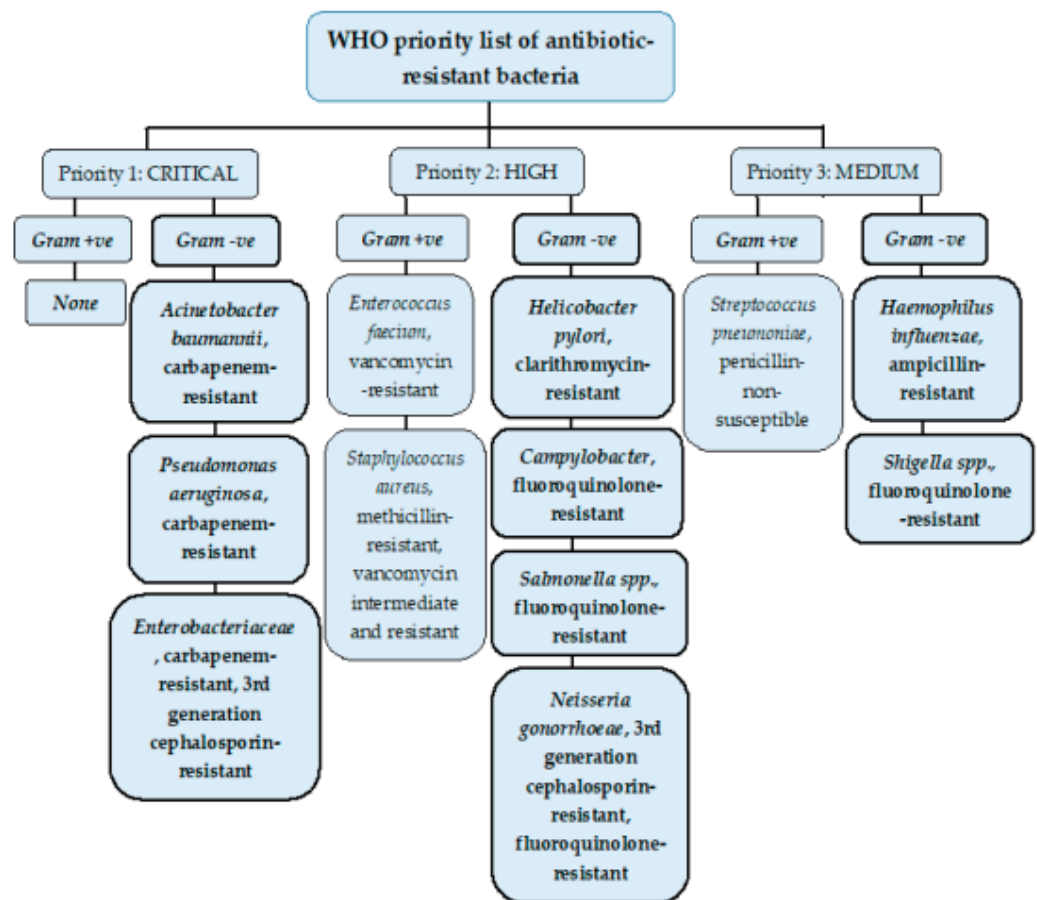 WHO priority list of antibiotic-
resistant bacteria
Priority 1: CRITICAL
Gram +ve
None
Gram -ve
Acinetobacter
baumannii,
carbapenem-
resistant
Pseudomonas
aeruginosa,
carbapenem-
resistant
Enterobacteriaceae
, carbapenem-
resistant, 3rd
generation
cephalosporin-
resistant
Priority 2: HIGH
Gram +ve
Enterococcus
faecium,
vancomycin
-resistant
Staphylococcus
aureus,
methicillin-
resistant,
vancomycin
intermediate
and resistant
Gram -ve
Helicobacter
pylori,
clarithromycin-
resistant
Campylobacter,
fluoroquinolone-
resistant
Salmonella spp.,
fluoroquinolone-
resistant
Neisseria
gonorrhoeae, 3rd
generation
cephalosporin-
resistant,
fluoroquinolone-
resistant
Priority 3: MEDIUM
Gram +ve
Streptococcus
pneumoniae,
penicillin-
non-
susceptible
Gram -ve
Haemophilus
influenzae,
ampicillin-
resistant
Shigella spp.,
fluoroquinolone
-resistant